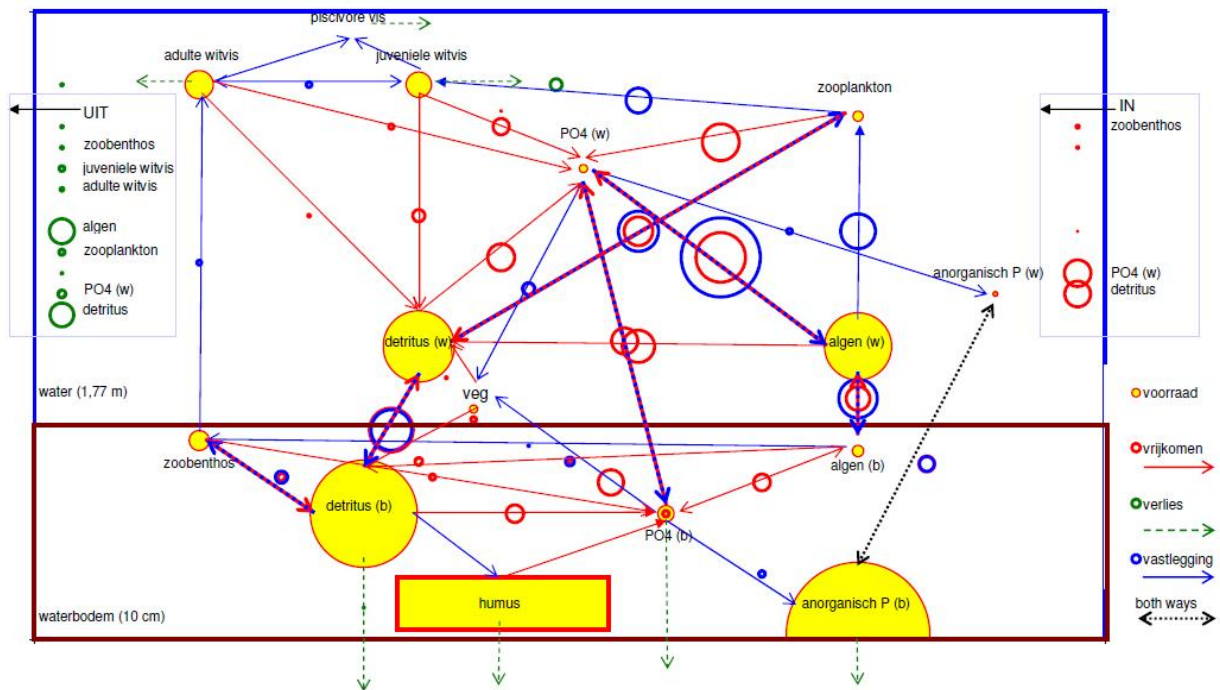 piscivore vis
adulte witvis
juveniele witvis
zooplankton
UIT
IN
zoobenthos
PO4 (w)
zoobenthos
juveniele witvis
adulte witvis
algen
zooplankton
anorganisch P (w)
PO4 (w)
detritus
PO4 (w)
detritus
detritus (w)
algen (w)
water (1,77 m)
veg
voorraad
zoobenthos
algen (b)
vrijkomen
detritus (b)
verlies
PO4 (b)
vastlegging
humus
anorganisch P (b)
both ways
waterbodem (10 cm)